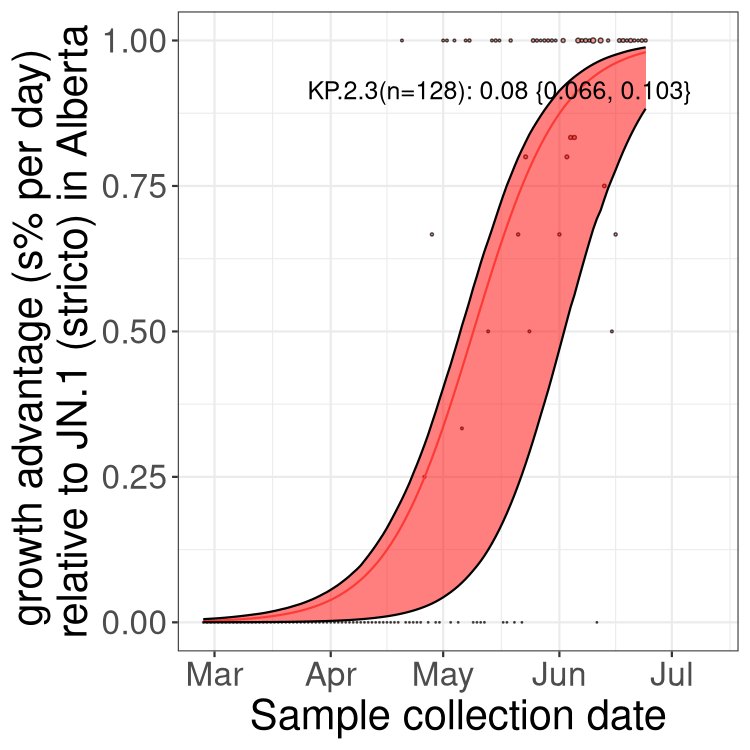 growth advantage (s% per day)
relative to JN.1 (stricto) in Alberta
1.00
0.75
0.50
0.25
0.00
KP.2.3(n=128): 0.08 {0.066, 0.103}
Mar Apr May Jun Jul
Sample collection date